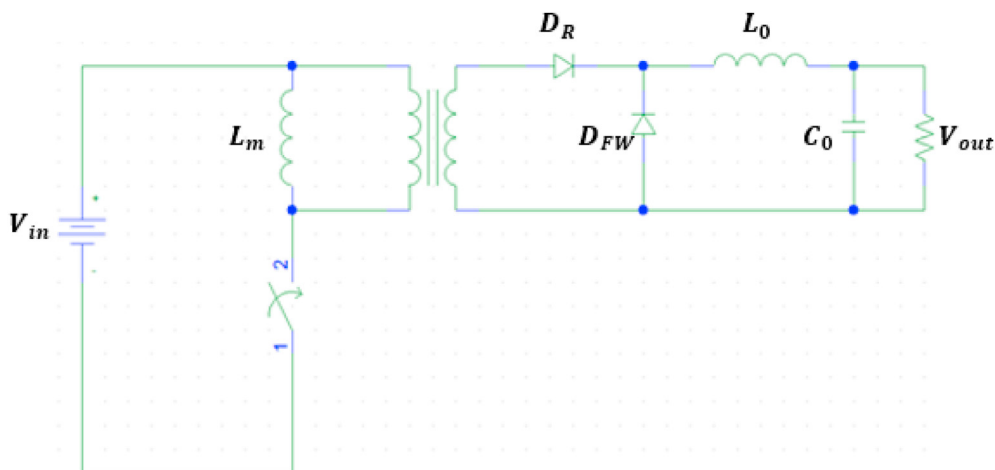 D_R
L_0
L_m
D_FW
C_0
V_out
+
V_in
-
2
1